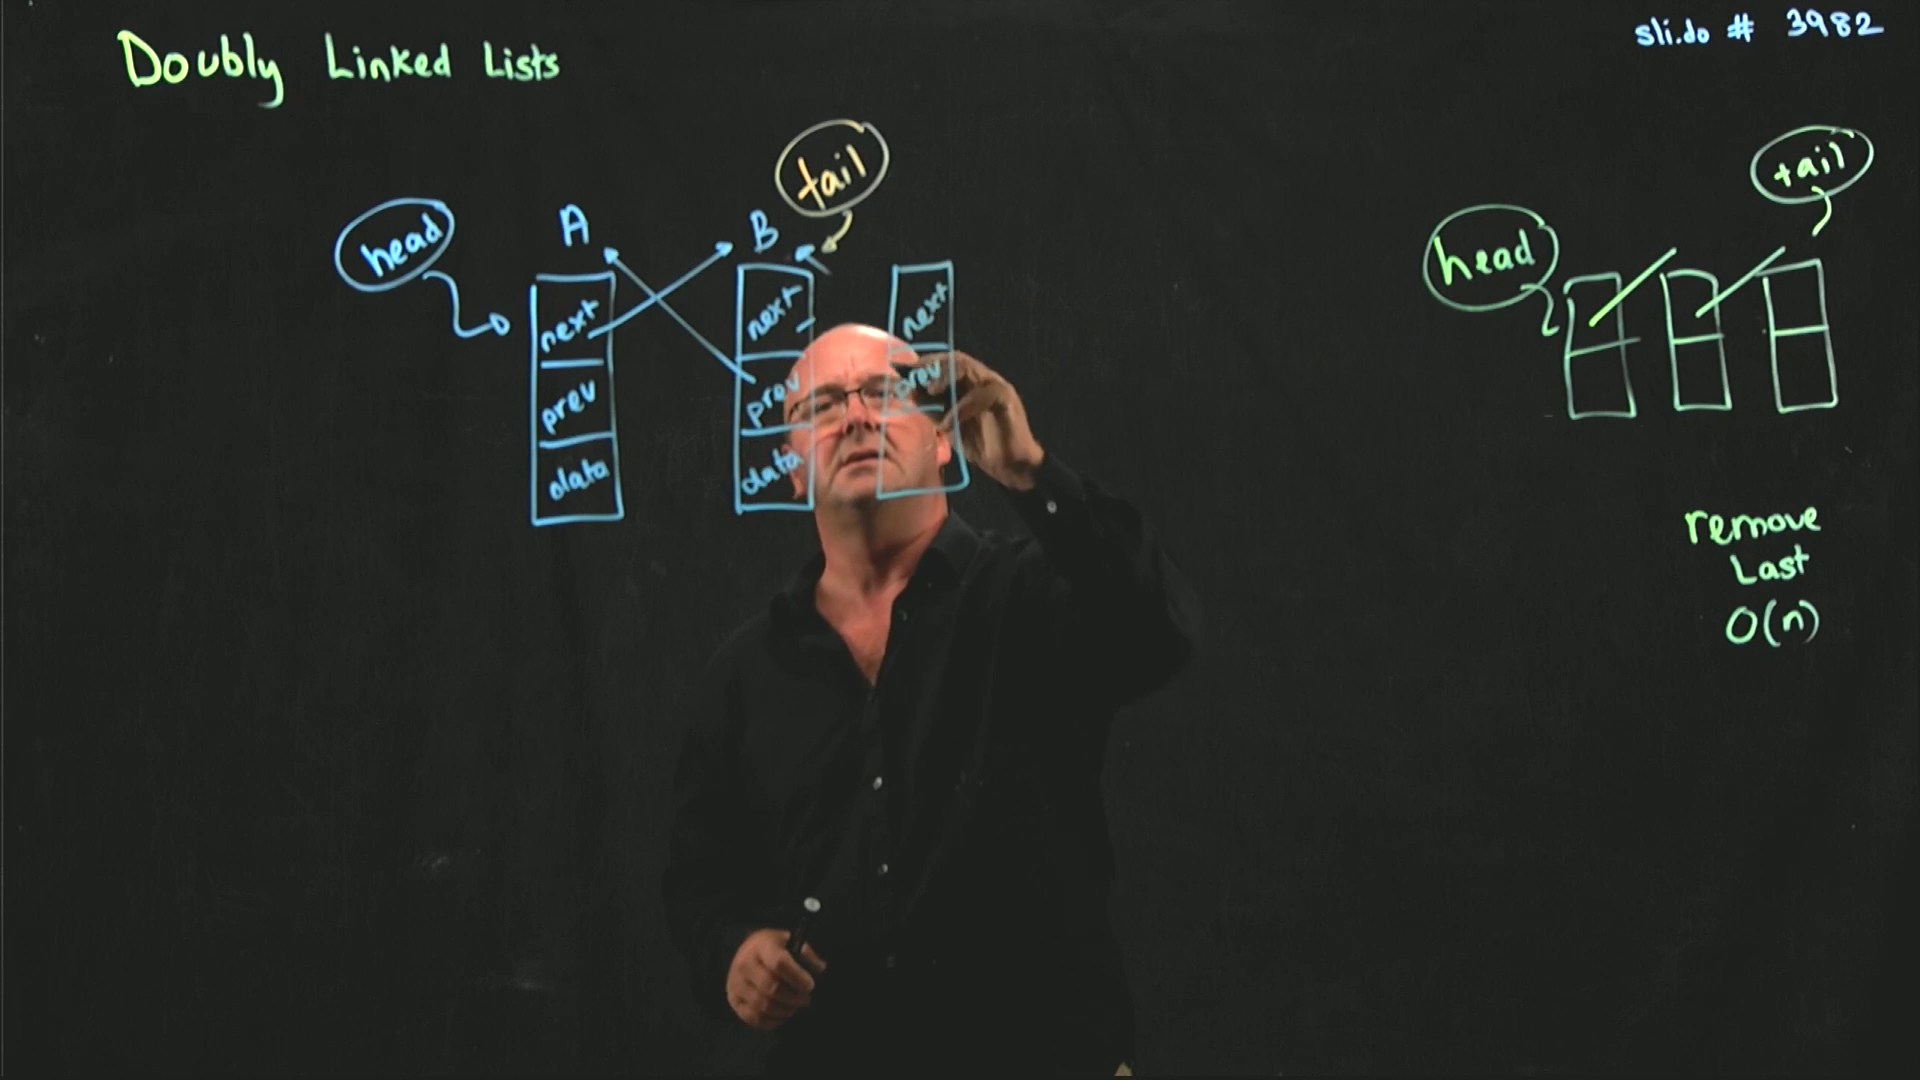 Doubly Linked Lists
sli.do # 3982
tail
head
A
B
next
prev
data
next
prev
data
next
prev
tail
head
remove
Last
O(n)